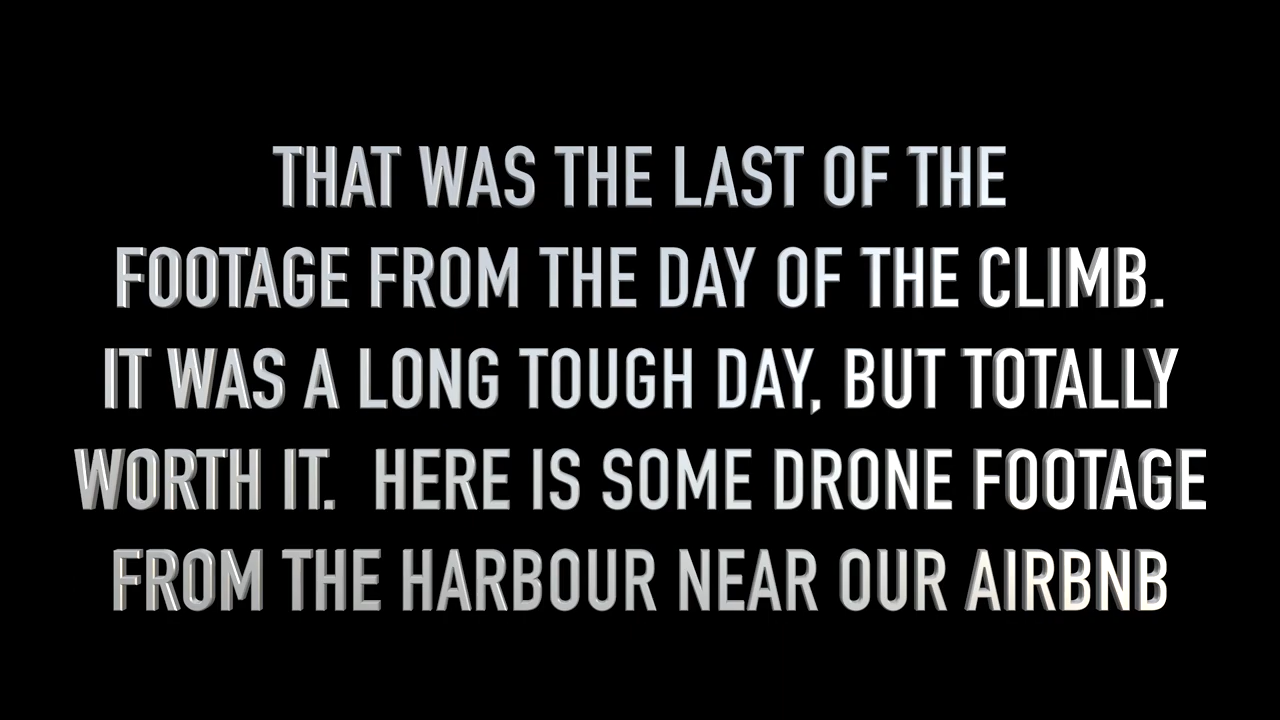 THAT WAS THE LAST OF THE
FOOTAGE FROM THE DAY OF THE CLIMB.
IT WAS A LONG TOUGH DAY, BUT TOTALLY
WORTH IT.  HERE IS SOME DRONE FOOTAGE
FROM THE HARBOUR NEAR OUR AIRBNB